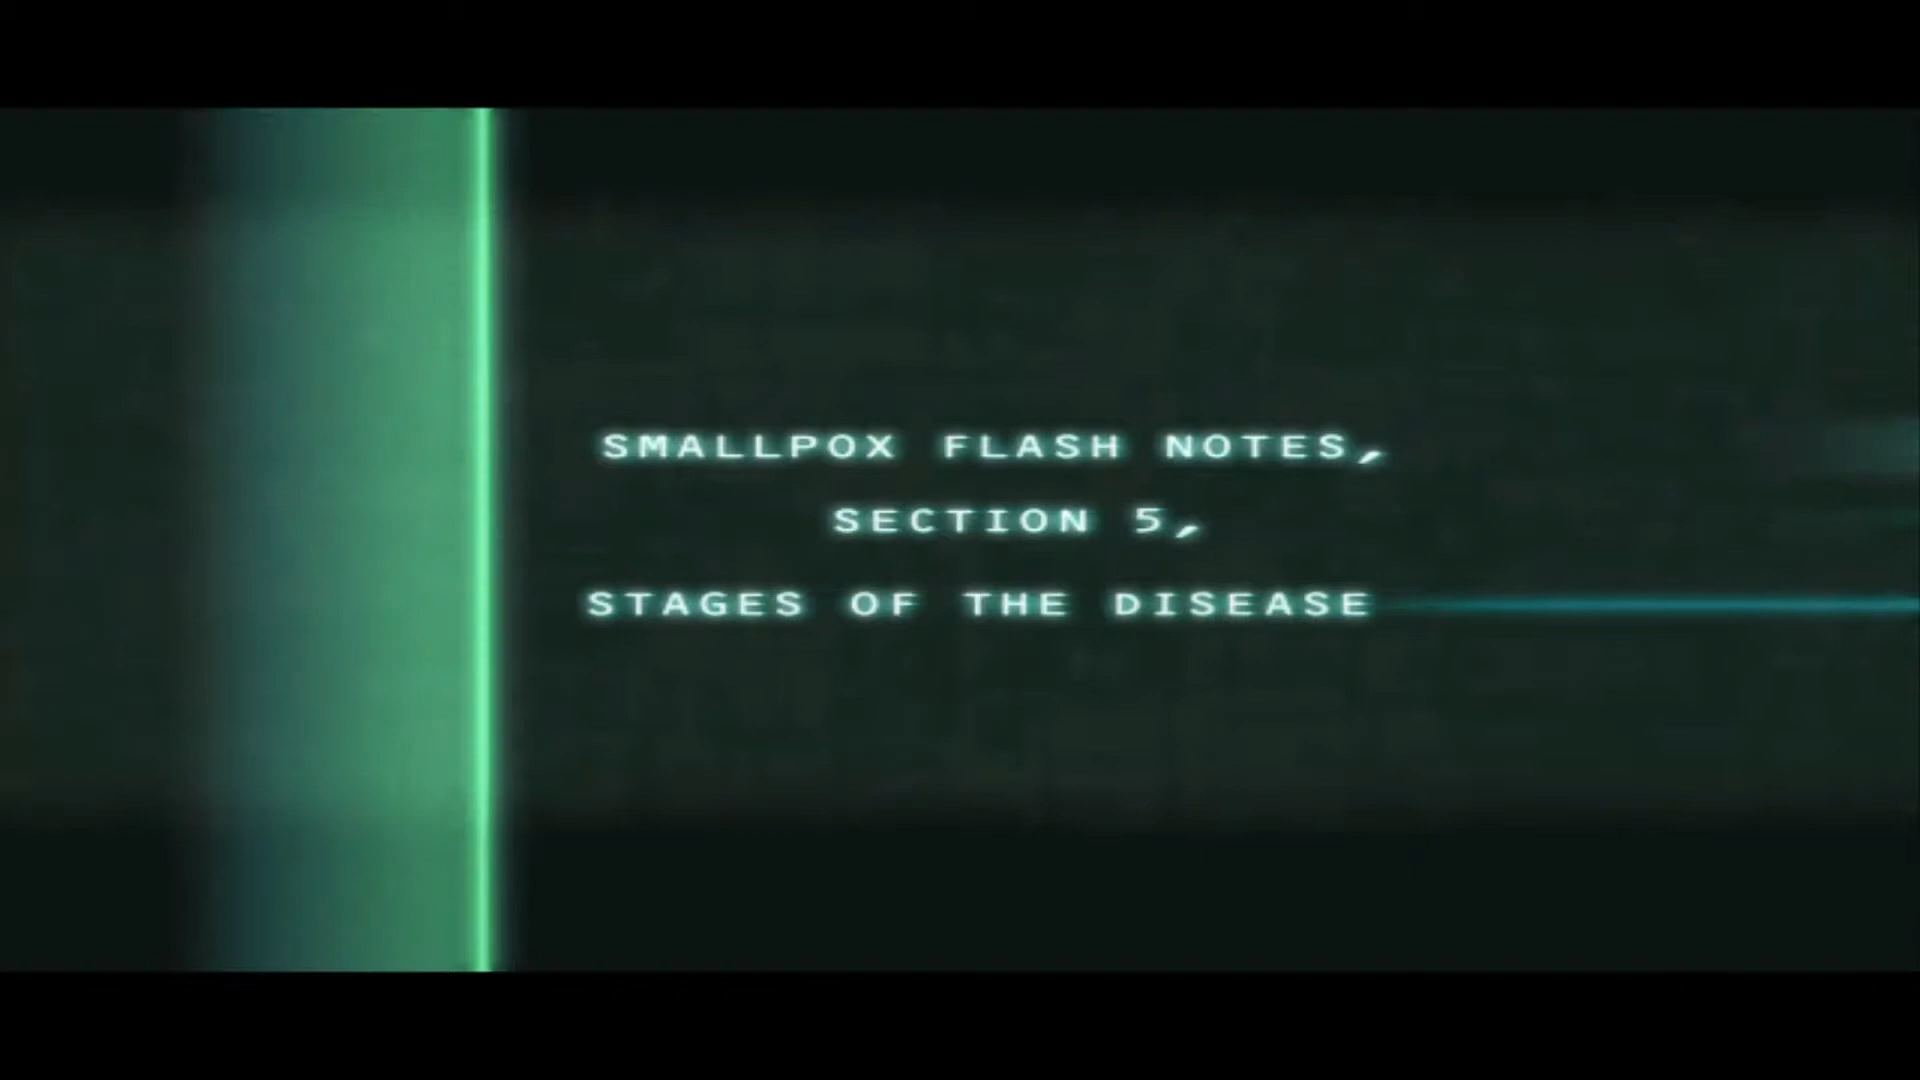 SMALLPOX FLASH NOTES,
SECTION 5,
STAGES OF THE DISEASE